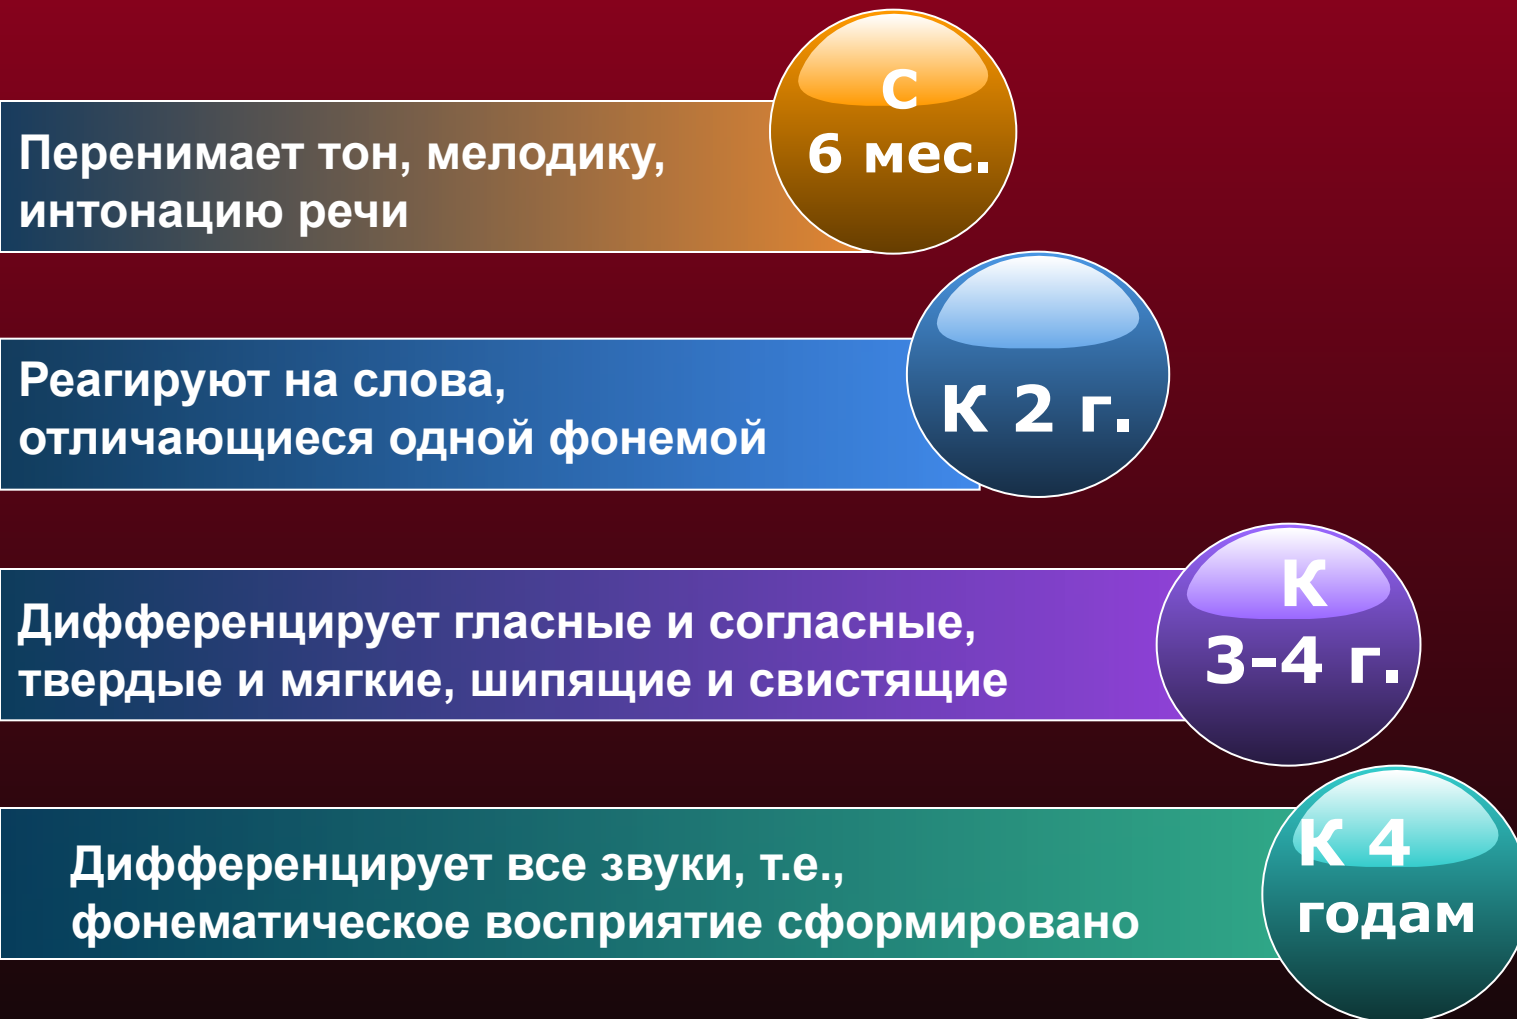 С
6 мес.
Перенимает тон, мелодику,
интонацию речи
К 2 г.
Реагируют на слова,
отличающиеся одной фонемой
К
3-4 г.
Дифференцирует гласные и согласные,
твердые и мягкие, шипящие и свистящие
К 4
годам
Дифференцирует все звуки, т.е.,
фонематическое восприятие сформировано